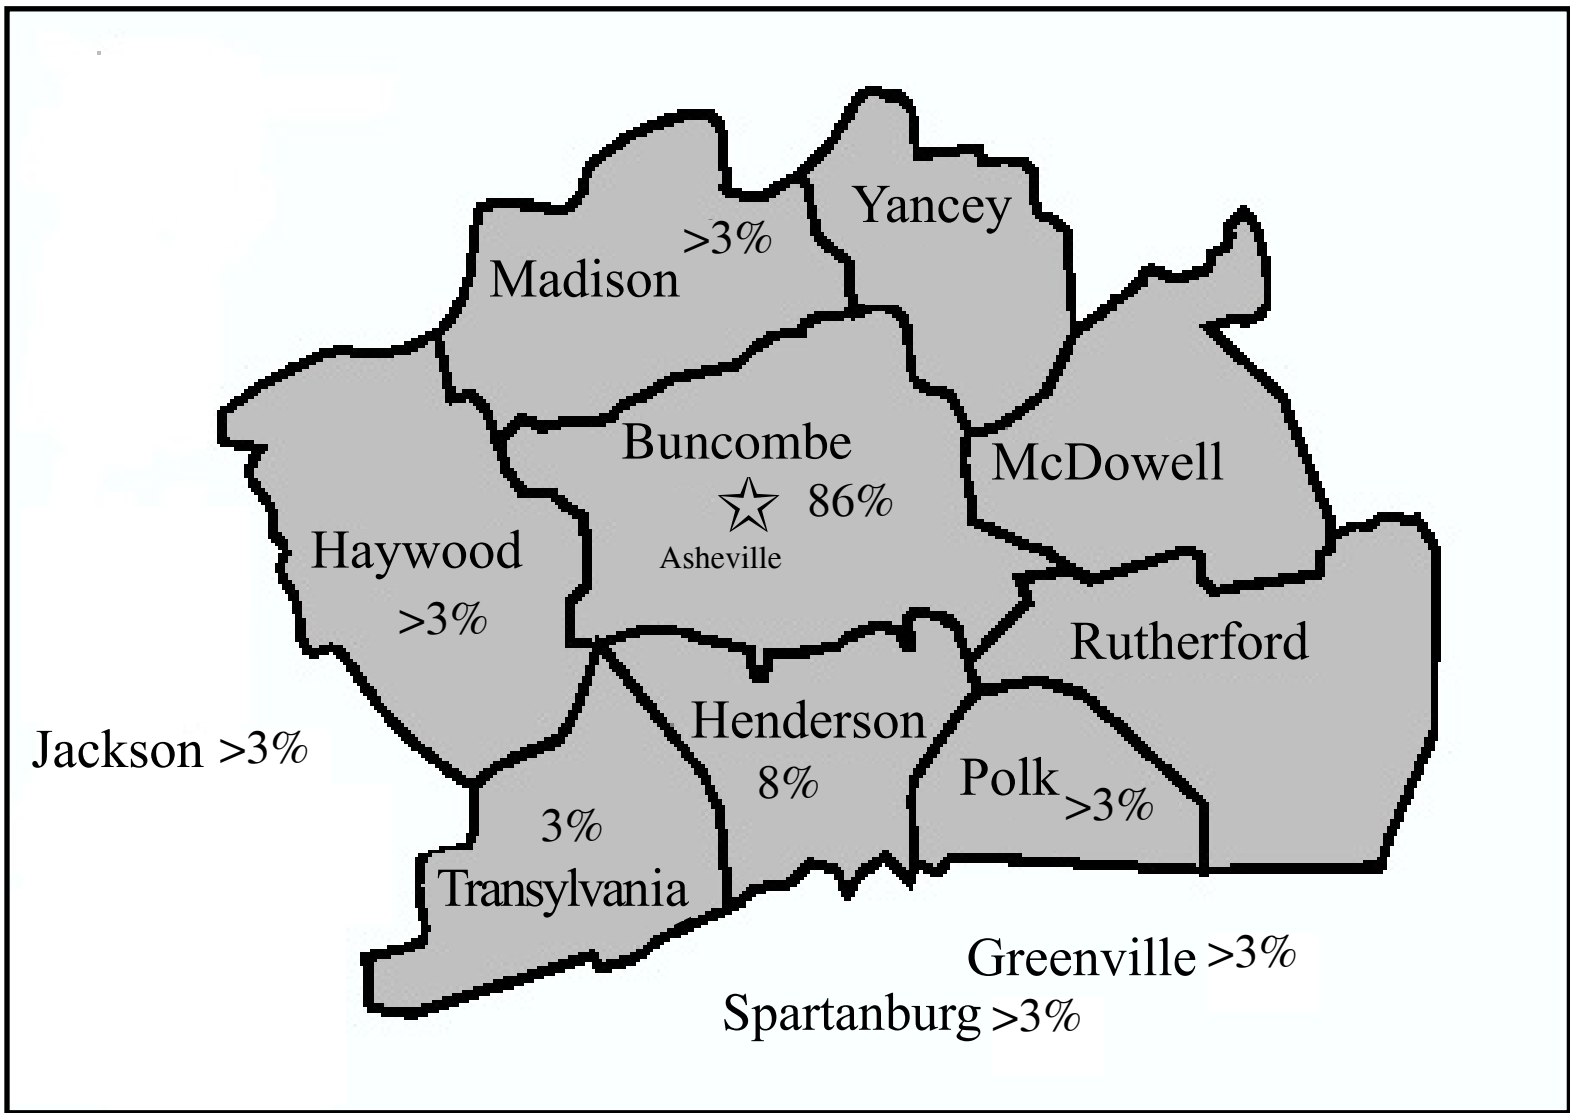 Yancey
>3%
Madison
Buncombe
McDowell
86%
Haywood
Asheville
>3%
Rutherford
Henderson
Jackson >3%
Polk
8%
>3%
3%
Transylvania
Greenville >3%
Spartanburg >3%